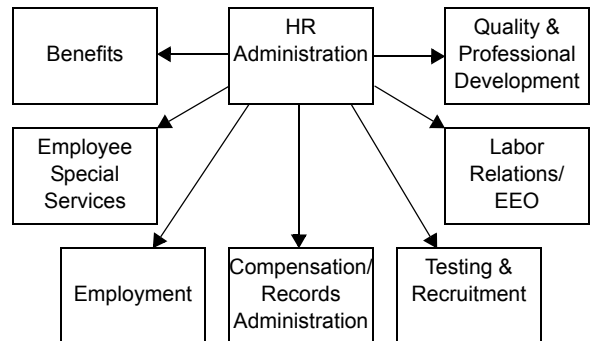 Benefits
HR
Administration
Quality &
Professional
Development
Employee
Special
Services
Labor
Relations/
EEO
Employment
Compensation/
Records
Administration
Testing &
Recruitment